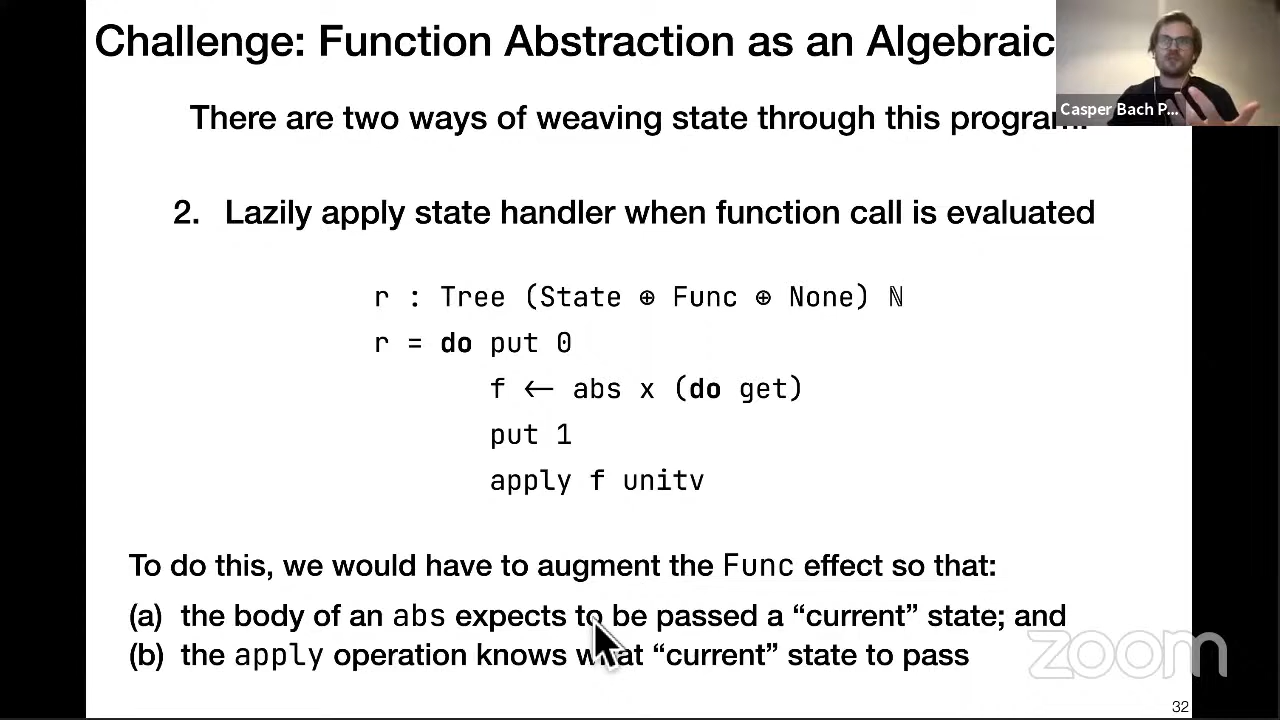 Challenge: Function Abstraction as an Algebraic
Casper Bach P...
There are two ways of weaving state through this program:
2. Lazily apply state handler when function call is evaluated
r : Tree (State ⊕ Func ⊕ None) ℕ
r = do put 0
f ← abs x (do get)
put 1
apply f unitv
To do this, we would have to augment the Func effect so that:
(a) the body of an abs expects to be passed a “current” state; and
(b) the apply operation knows what “current” state to pass
zoom
32